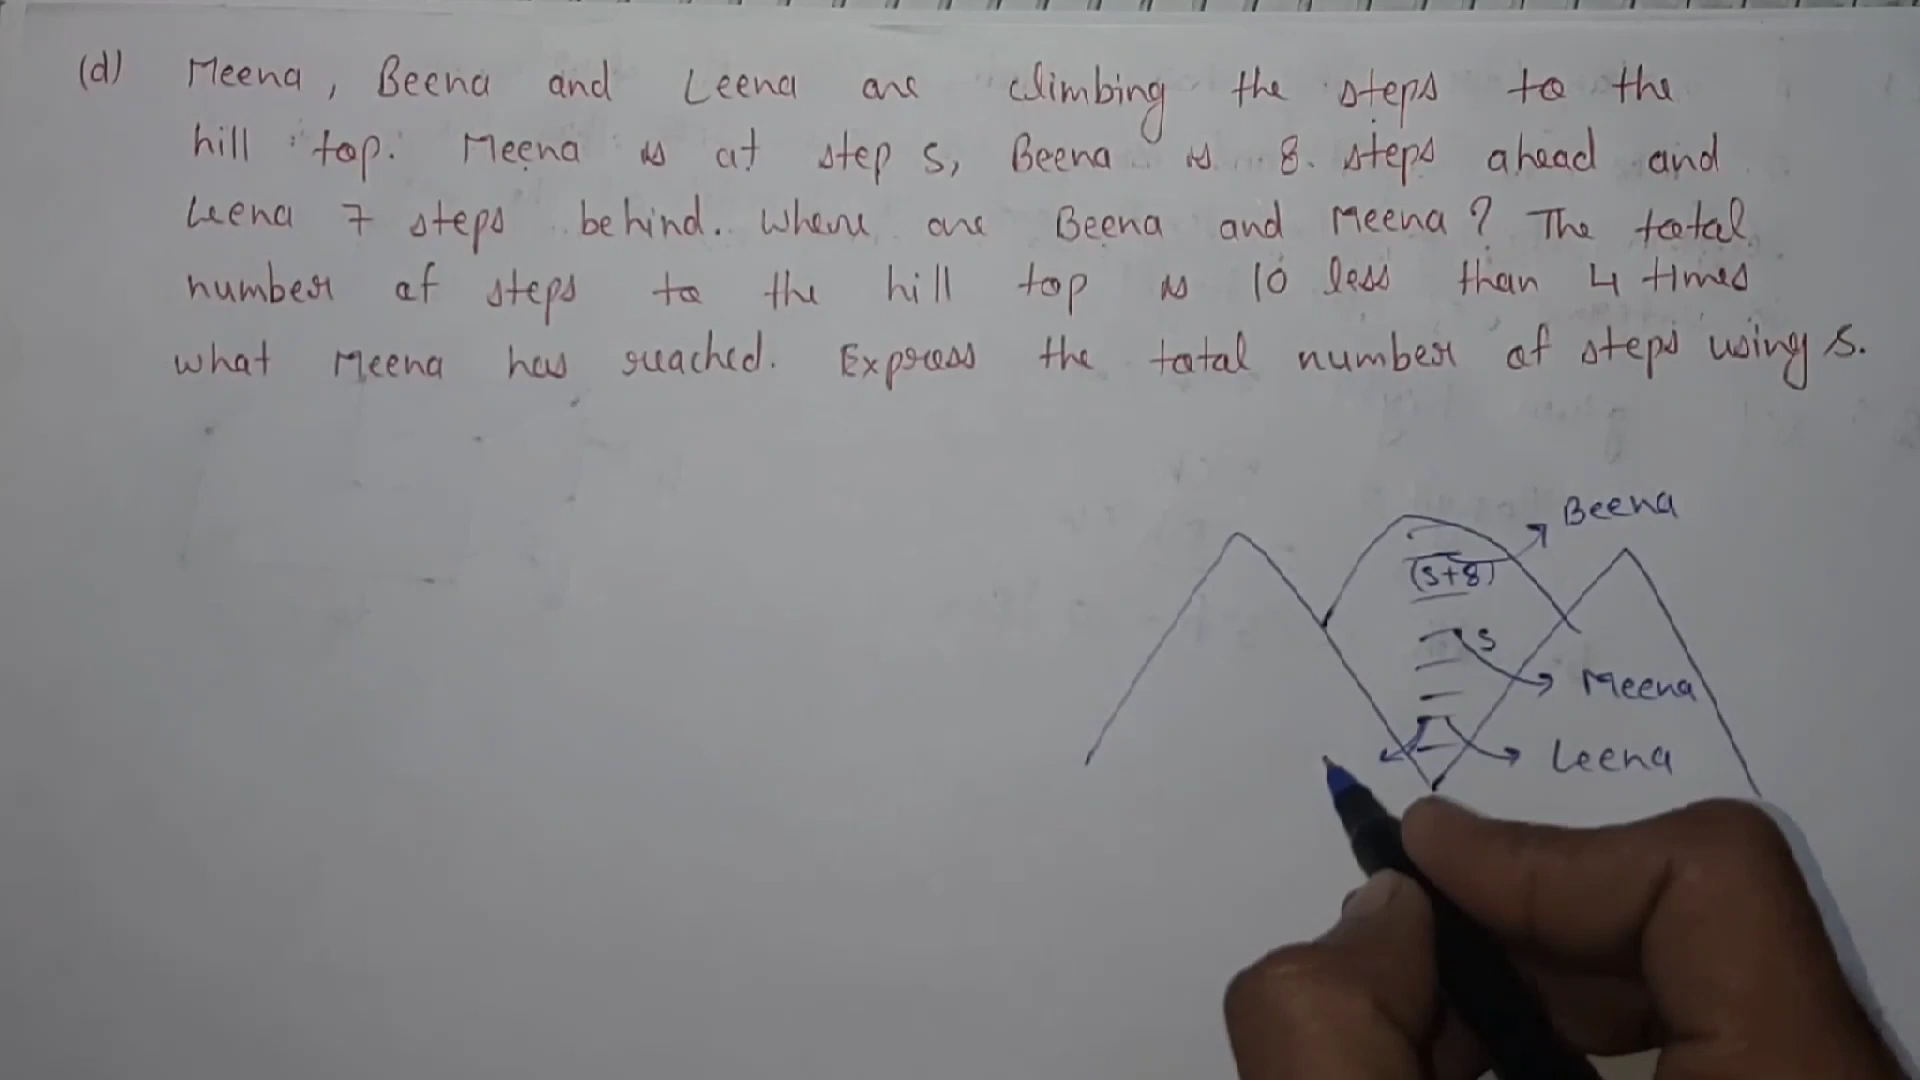 (d) Meena, Beena and Leena are climbing the steps to the
hill top. Meena is at step s, Beena is 8 steps ahead and
Leena 7 steps behind. Where are Beena and Meena? The total
number of steps to the hill top is 10 less than 4 times
what Meena has reached. Express the total number of steps using s.
Beena
(s+8)
s
Meena
Leena